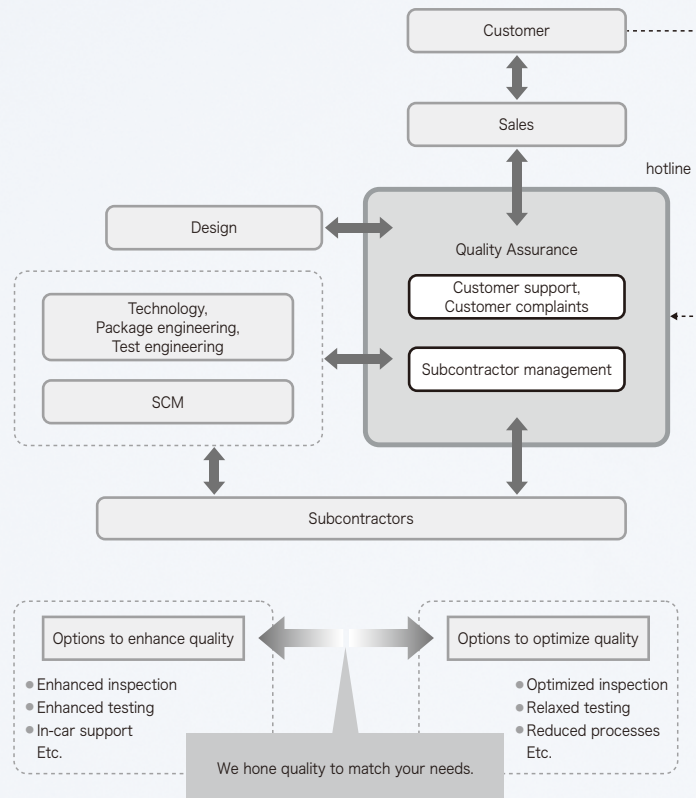 Customer
Sales
hotline
Design
Quality Assurance
Customer support,
Customer complaints
Technology,
Package engineering,
Test engineering
Subcontractor management
SCM
Subcontractors
Options to enhance quality
Options to optimize quality
● Enhanced inspection
● Enhanced testing
● In-car support
Etc.
● Optimized inspection
● Relaxed testing
● Reduced processes
Etc.
We hone quality to match your needs.